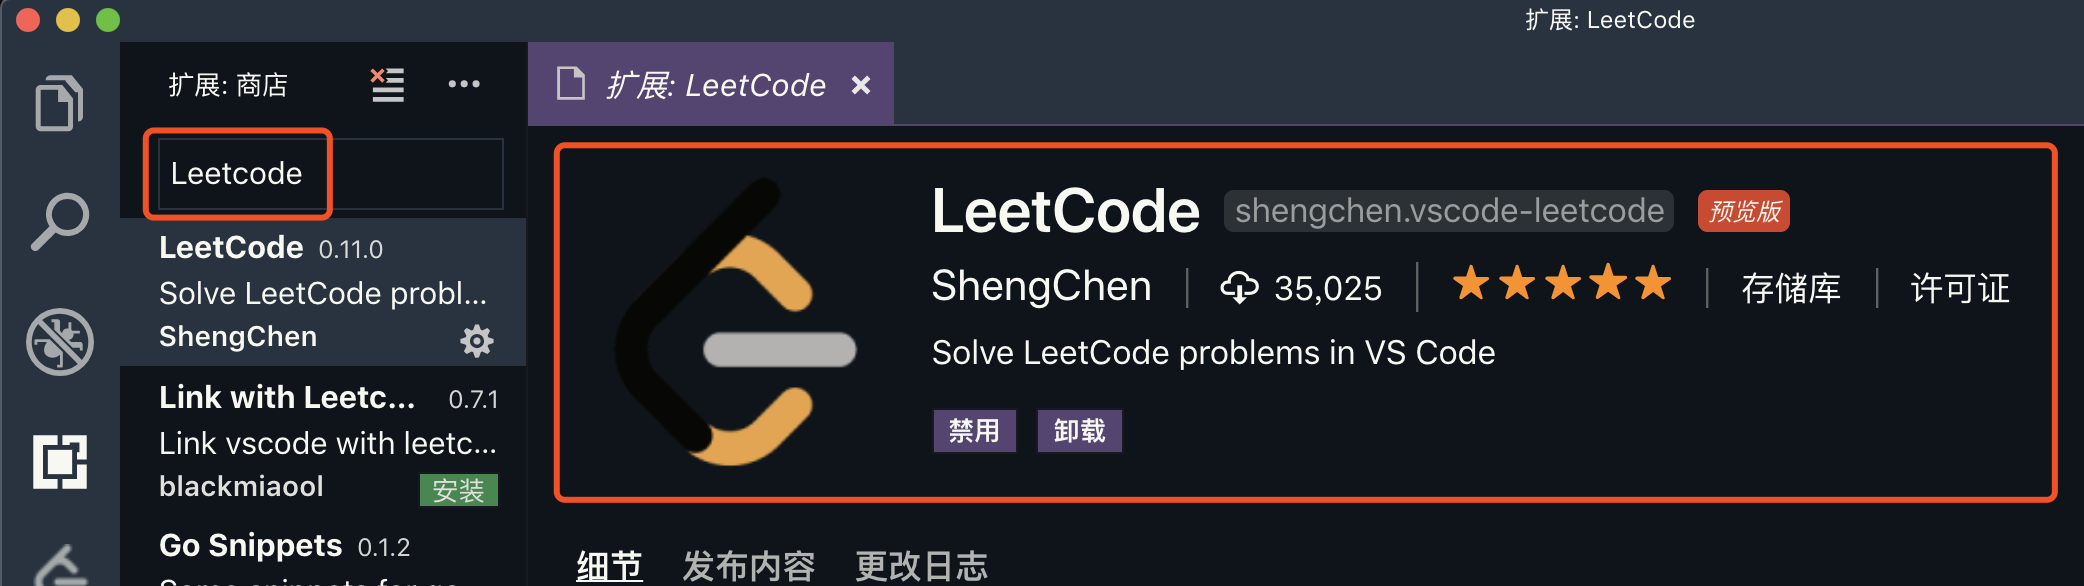 扩展: LeetCode
扩展: 商店
Leetcode
LeetCode 0.11.0
Solve LeetCode probl...
ShengChen
Link with Leetc... 0.7.1
Link vscode with leetc...
blackmiaool 安装
Go Snippets 0.1.2
扩展: LeetCode
LeetCode shengchen.vscode-leetcode 预览版
ShengChen 35,025 存储库 许可证
Solve LeetCode problems in VS Code
禁用 卸载
细节 发布内容 更改日志